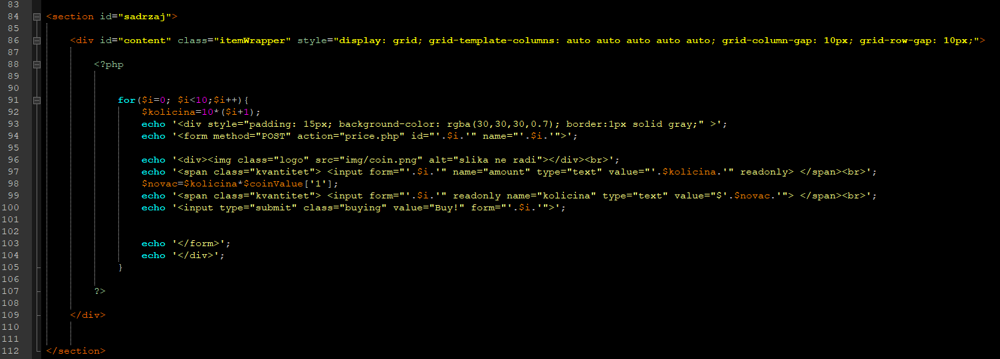 83
84 <section id="sadrzaj">
85
86 <div id="content" class="itemWrapper" style="display: grid; grid-template-columns: auto auto auto auto auto; grid-column-gap: 10px; grid-row-gap: 10px;">
87
88 <?php
89
90
91 for($i=0; $i<10;$i++){
92 $kolicina=10*($i+1);
93 echo '<div style="padding: 15px; background-color: rgba(30,30,30,0.7); border:1px solid gray;" >';
94 echo '<form method="POST" action="price.php" id="'.$i.'" name="'.$i.'">';
95
96 echo '<div><img class="logo" src="img/coin.png" alt="slika ne radi"></div><br>';
97 echo '<span class="kvantitet"> <input form="'.$i.'" name="amount" type="text" value="'.$kolicina.'" readonly> </span><br>';
98 $novac=$kolicina*$coinValue['1'];
99 echo '<span class="kvantitet"> <input form="'.$i.'" readonly name="kolicina" type="text" value="$'.$novac.'"> </span><br>';
100 echo '<input type="submit" class="buying" value="Buy!" form="'.$i.'">';
101
102
103 echo '</form>';
104 echo '</div>';
105 }
106
107 ?>
108
109 </div>
110
111
112 </section>